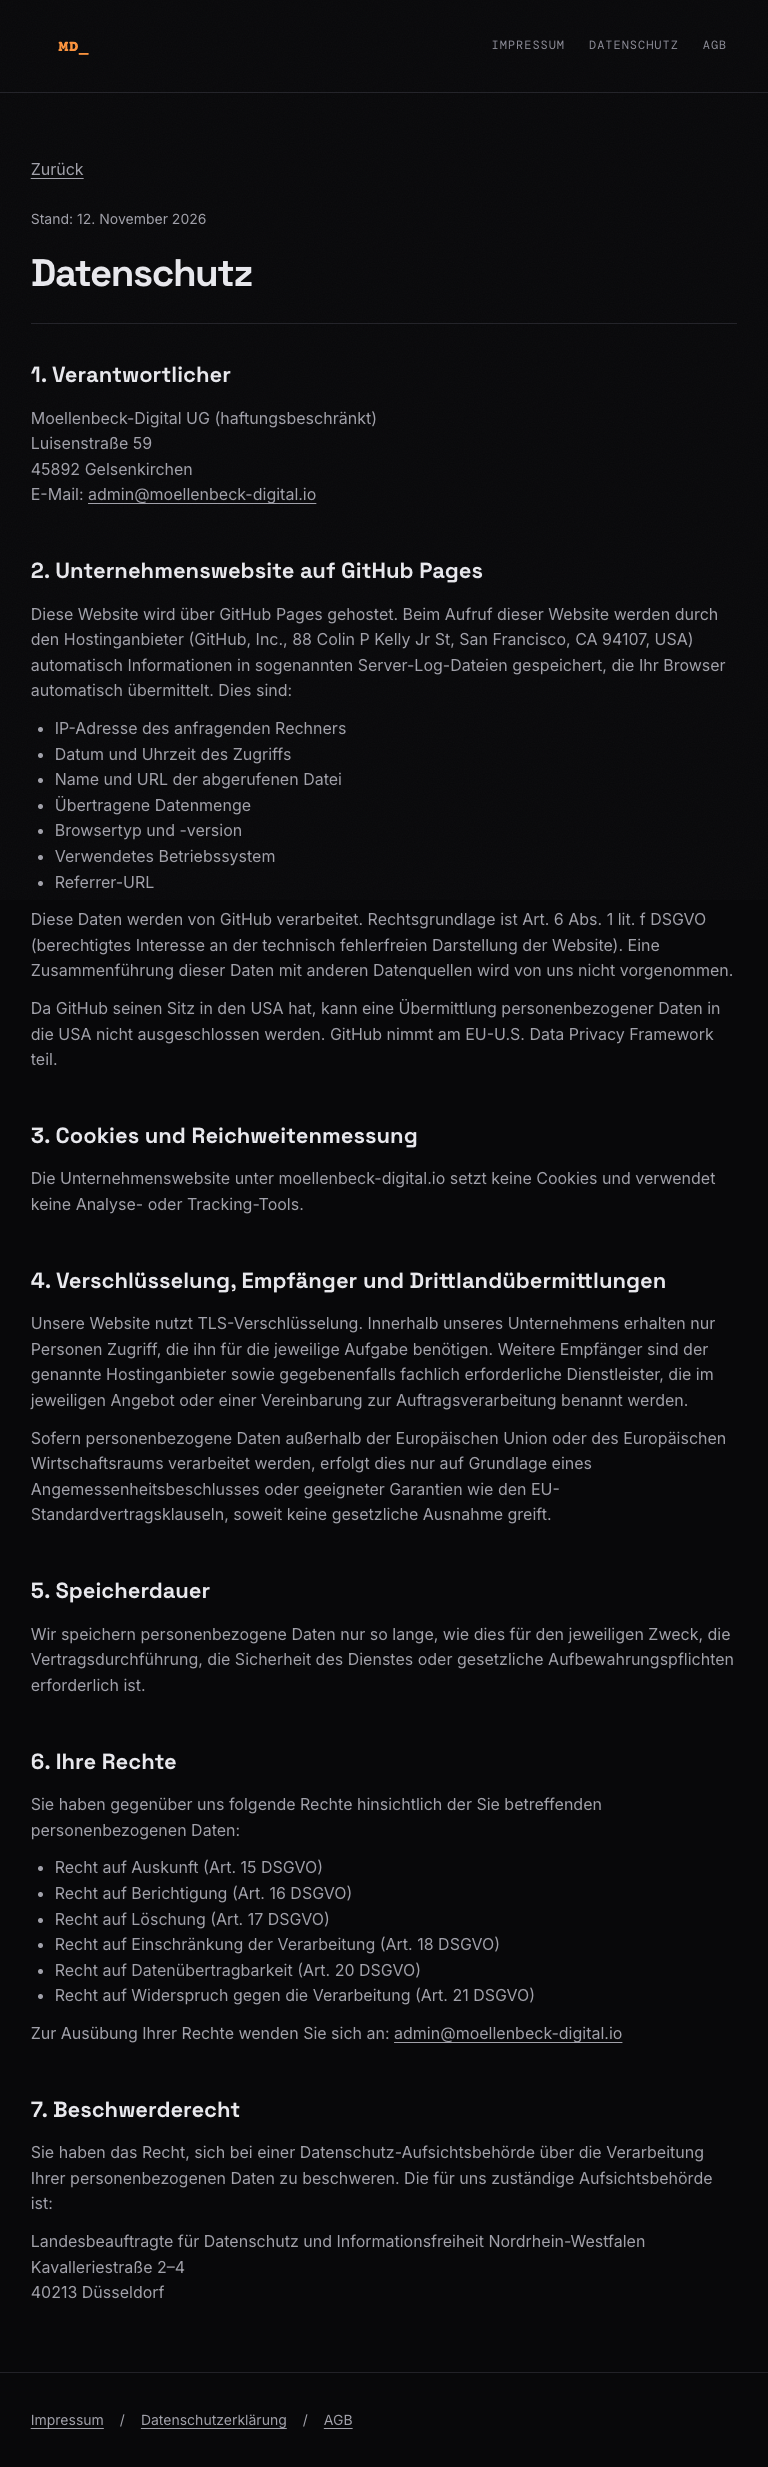 MD_
IMPRESSUM DATENSCHUTZ AGB
Zurück
Stand: 12. November 2026
Datenschutz
1. Verantwortlicher
Moellenbeck-Digital UG (haftungsbeschränkt)
Luisenstraße 59
45892 Gelsenkirchen
E-Mail: admin@moellenbeck-digital.io
2. Unternehmenswebsite auf GitHub Pages
Diese Website wird über GitHub Pages gehostet. Beim Aufruf dieser Website werden durch
den Hostinganbieter (GitHub, Inc., 88 Colin P Kelly Jr St, San Francisco, CA 94107, USA)
automatisch Informationen in sogenannten Server-Log-Dateien gespeichert, die Ihr Browser
automatisch übermittelt. Dies sind:
• IP-Adresse des anfragenden Rechners
• Datum und Uhrzeit des Zugriffs
• Name und URL der abgerufenen Datei
• Übertragene Datenmenge
• Browsertyp und -version
• Verwendetes Betriebssystem
• Referrer-URL
Diese Daten werden von GitHub verarbeitet. Rechtsgrundlage ist Art. 6 Abs. 1 lit. f DSGVO
(berechtigtes Interesse an der technisch fehlerfreien Darstellung der Website). Eine
Zusammenführung dieser Daten mit anderen Datenquellen wird von uns nicht vorgenommen.
Da GitHub seinen Sitz in den USA hat, kann eine Übermittlung personenbezogener Daten in
die USA nicht ausgeschlossen werden. GitHub nimmt am EU-U.S. Data Privacy Framework
teil.
3. Cookies und Reichweitenmessung
Die Unternehmenswebsite unter moellenbeck-digital.io setzt keine Cookies und verwendet
keine Analyse- oder Tracking-Tools.
4. Verschlüsselung, Empfänger und Drittlandübermittlungen
Unsere Website nutzt TLS-Verschlüsselung. Innerhalb unseres Unternehmens erhalten nur
Personen Zugriff, die ihn für die jeweilige Aufgabe benötigen. Weitere Empfänger sind der
genannte Hostinganbieter sowie gegebenenfalls fachlich erforderliche Dienstleister, die im
jeweiligen Angebot oder einer Vereinbarung zur Auftragsverarbeitung benannt werden.
Sofern personenbezogene Daten außerhalb der Europäischen Union oder des Europäischen
Wirtschaftsraums verarbeitet werden, erfolgt dies nur auf Grundlage eines
Angemessenheitsbeschlusses oder geeigneter Garantien wie den EU-
Standardvertragsklauseln, soweit keine gesetzliche Ausnahme greift.
5. Speicherdauer
Wir speichern personenbezogene Daten nur so lange, wie dies für den jeweiligen Zweck, die
Vertragsdurchführung, die Sicherheit des Dienstes oder gesetzliche Aufbewahrungspflichten
erforderlich ist.
6. Ihre Rechte
Sie haben gegenüber uns folgende Rechte hinsichtlich der Sie betreffenden
personenbezogenen Daten:
• Recht auf Auskunft (Art. 15 DSGVO)
• Recht auf Berichtigung (Art. 16 DSGVO)
• Recht auf Löschung (Art. 17 DSGVO)
• Recht auf Einschränkung der Verarbeitung (Art. 18 DSGVO)
• Recht auf Datenübertragbarkeit (Art. 20 DSGVO)
• Recht auf Widerspruch gegen die Verarbeitung (Art. 21 DSGVO)
Zur Ausübung Ihrer Rechte wenden Sie sich an: admin@moellenbeck-digital.io
7. Beschwerderecht
Sie haben das Recht, sich bei einer Datenschutz-Aufsichtsbehörde über die Verarbeitung
Ihrer personenbezogenen Daten zu beschweren. Die für uns zuständige Aufsichtsbehörde
ist:
Landesbeauftragte für Datenschutz und Informationsfreiheit Nordrhein-Westfalen
Kavalleriestraße 2–4
40213 Düsseldorf
Impressum / Datenschutzerklärung / AGB